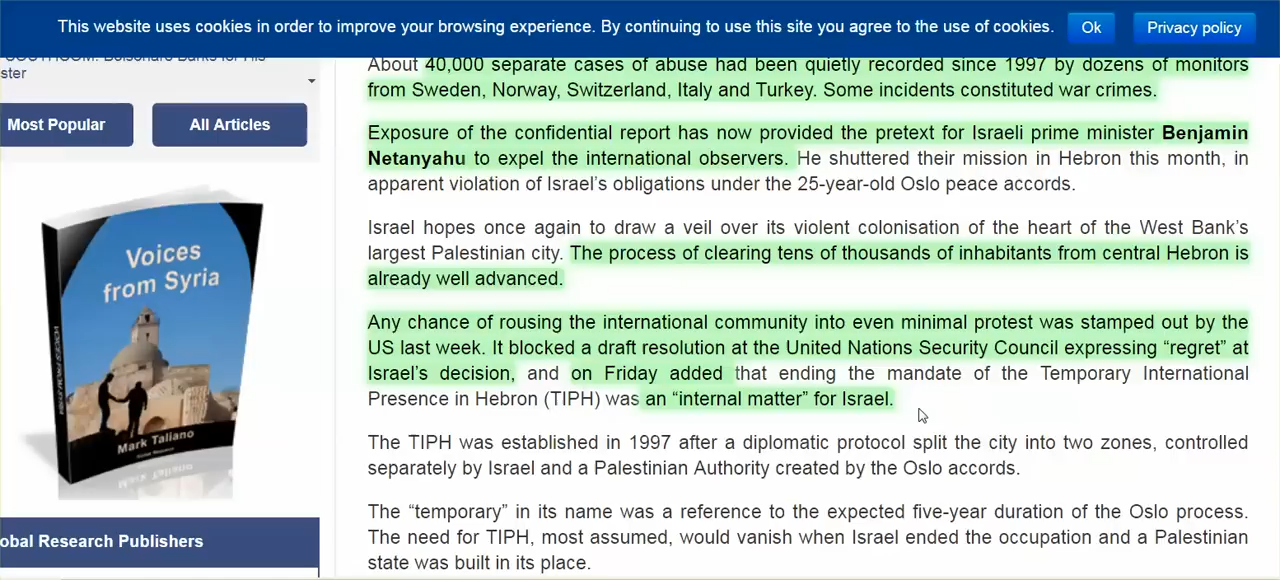 This website uses cookies in order to improve your browsing experience. By continuing to use this site you agree to the use of cookies.
Ok
Privacy policy
ster
Most Popular
All Articles
Voices
from Syria
Mark Taliano
obal Research Publishers
About 40,000 separate cases of abuse had been quietly recorded since 1997 by dozens of monitors
from Sweden, Norway, Switzerland, Italy and Turkey. Some incidents constituted war crimes.
Exposure of the confidential report has now provided the pretext for Israeli prime minister Benjamin
Netanyahu to expel the international observers. He shuttered their mission in Hebron this month, in
apparent violation of Israel’s obligations under the 25-year-old Oslo peace accords.
Israel hopes once again to draw a veil over its violent colonisation of the heart of the West Bank’s
largest Palestinian city. The process of clearing tens of thousands of inhabitants from central Hebron is
already well advanced.
Any chance of rousing the international community into even minimal protest was stamped out by the
US last week. It blocked a draft resolution at the United Nations Security Council expressing “regret” at
Israel’s decision, and on Friday added that ending the mandate of the Temporary International
Presence in Hebron (TIPH) was an “internal matter” for Israel.
The TIPH was established in 1997 after a diplomatic protocol split the city into two zones, controlled
separately by Israel and a Palestinian Authority created by the Oslo accords.
The “temporary” in its name was a reference to the expected five-year duration of the Oslo process.
The need for TIPH, most assumed, would vanish when Israel ended the occupation and a Palestinian
state was built in its place.